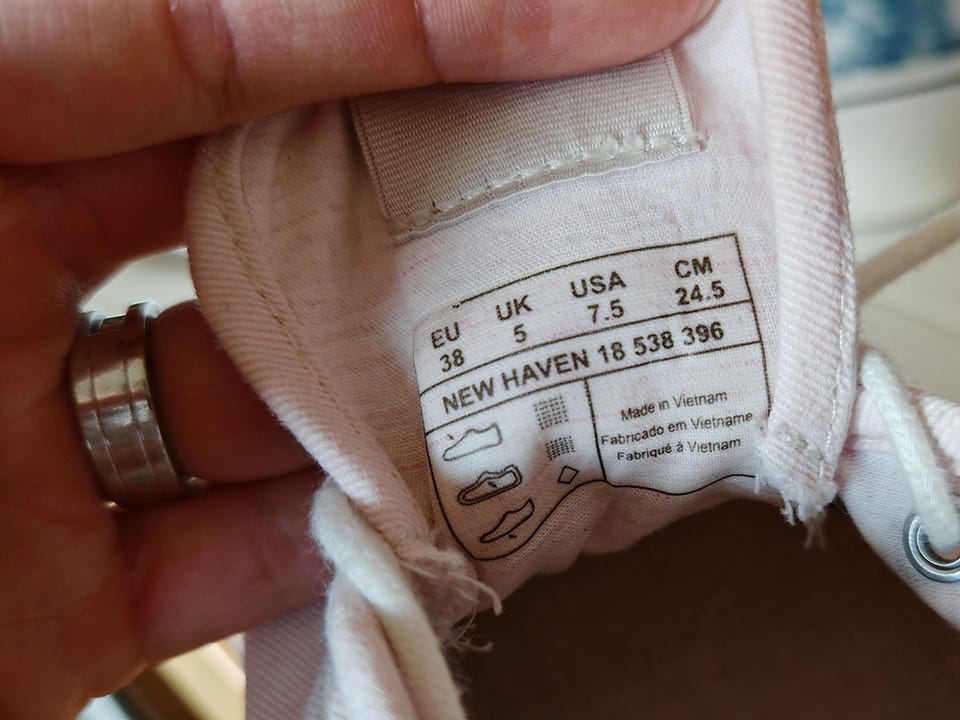 EU UK USA CM
38 5 7.5 24.5
NEW HAVEN 18 538 396
Made in Vietnam
Fabricado em Vietname
Fabriqué á Vietnam